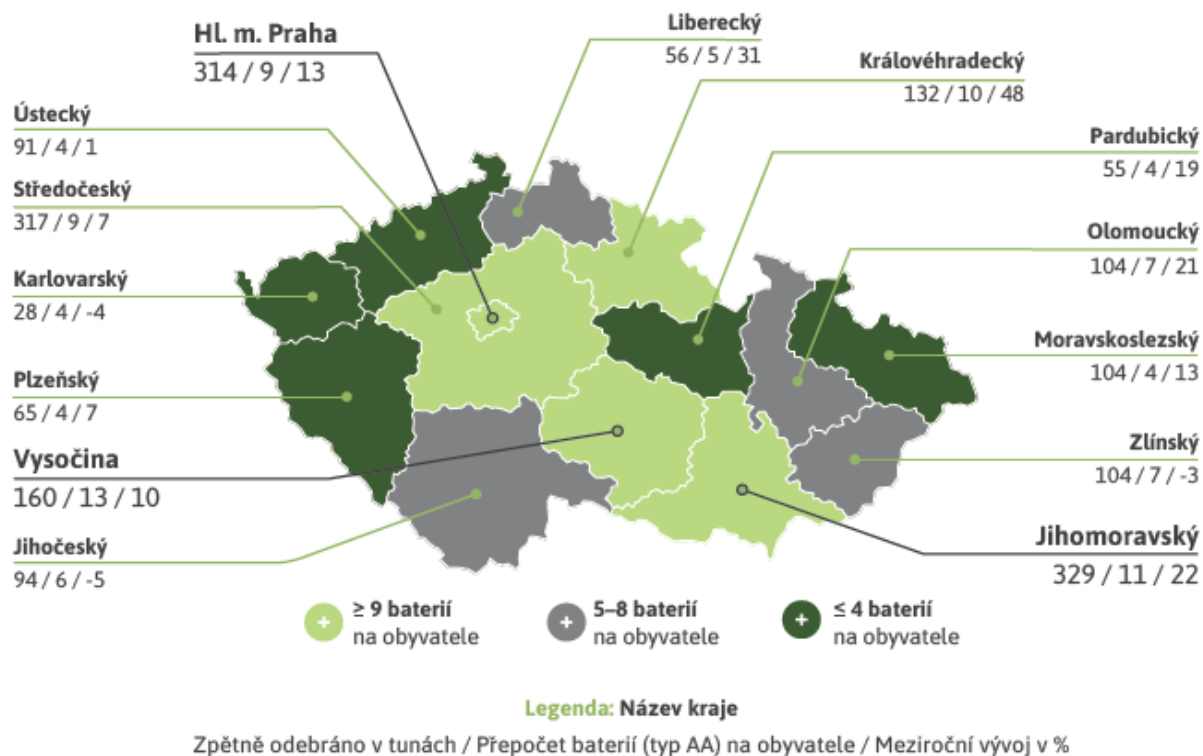 Hl. m. Praha
314 / 9 / 13
Liberecký
56 / 5 / 31
Královéhradecký
132 / 10 / 48
Ústecký
91 / 4 / 1
Pardubický
55 / 4 / 19
Středočeský
317 / 9 / 7
Olomoucký
104 / 7 / 21
Karlovarský
28 / 4 / -4
Moravskoslezský
104 / 4 / 13
Plzeňský
65 / 4 / 7
Zlínský
104 / 7 / -3
Vysočina
160 / 13 / 10
Jihomoravský
329 / 11 / 22
Jihočeský
94 / 6 / -5
≥ 9 baterií
na obyvatele
5–8 baterií
na obyvatele
≤ 4 baterií
na obyvatele
Legenda: Název kraje
Zpětně odebráno v tunách / Přepočet baterií (typ AA) na obyvatele / Meziroční vývoj v %